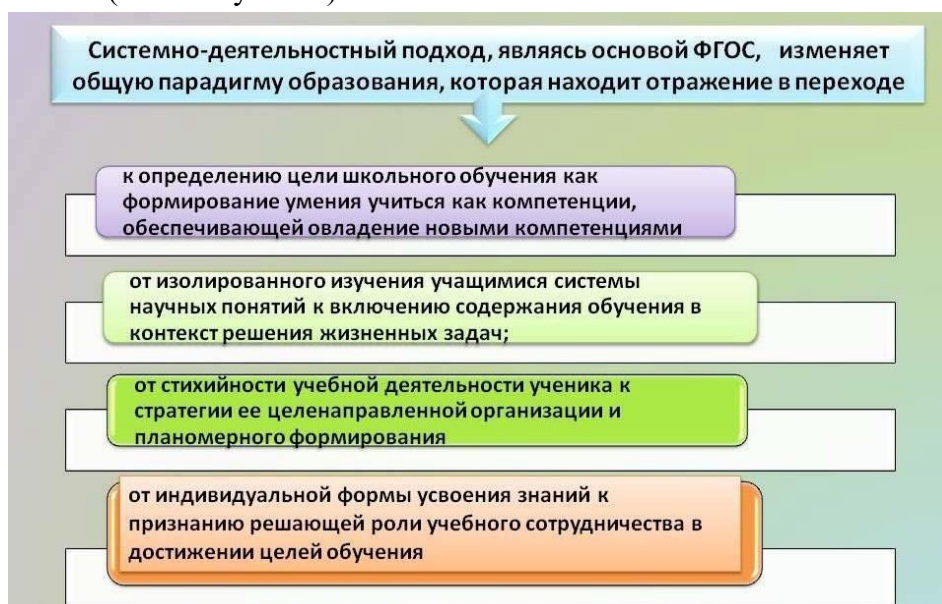 Системно-деятельностный подход, являясь основой ФГОС, изменяет
общую парадигму образования, которая находит отражение в переходе
к определению цели школьного обучения как
формирование умения учиться как компетенции,
обеспечивающей овладение новыми компетенциями
от изолированного изучения учащимися системы
научных понятий к включению содержания обучения в
контекст решения жизненных задач;
от стихийности учебной деятельности ученика к
стратегии ее целенаправленной организации и
планомерного формирования
от индивидуальной формы усвоения знаний к
признанию решающей роли учебного сотрудничества в
достижении целей обучения